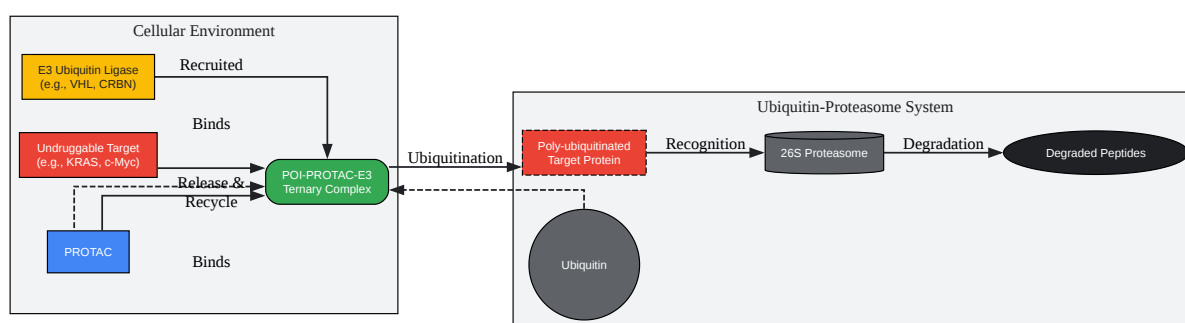 Cellular Environment
E3 Ubiquitin Ligase
(e.g., VHL, CRBN)
Recruited
Binds
Undruggable Target
(e.g., KRAS, c-Myc)
Release &
Recycle
POI-PROTAC-E3
Ternary Complex
PROTAC
Binds
Ubiquitination
Ubiquitin-Proteasome System
Poly-ubiquitinated
Target Protein
Recognition
26S Proteasome
Degradation
Degraded Peptides
Ubiquitin